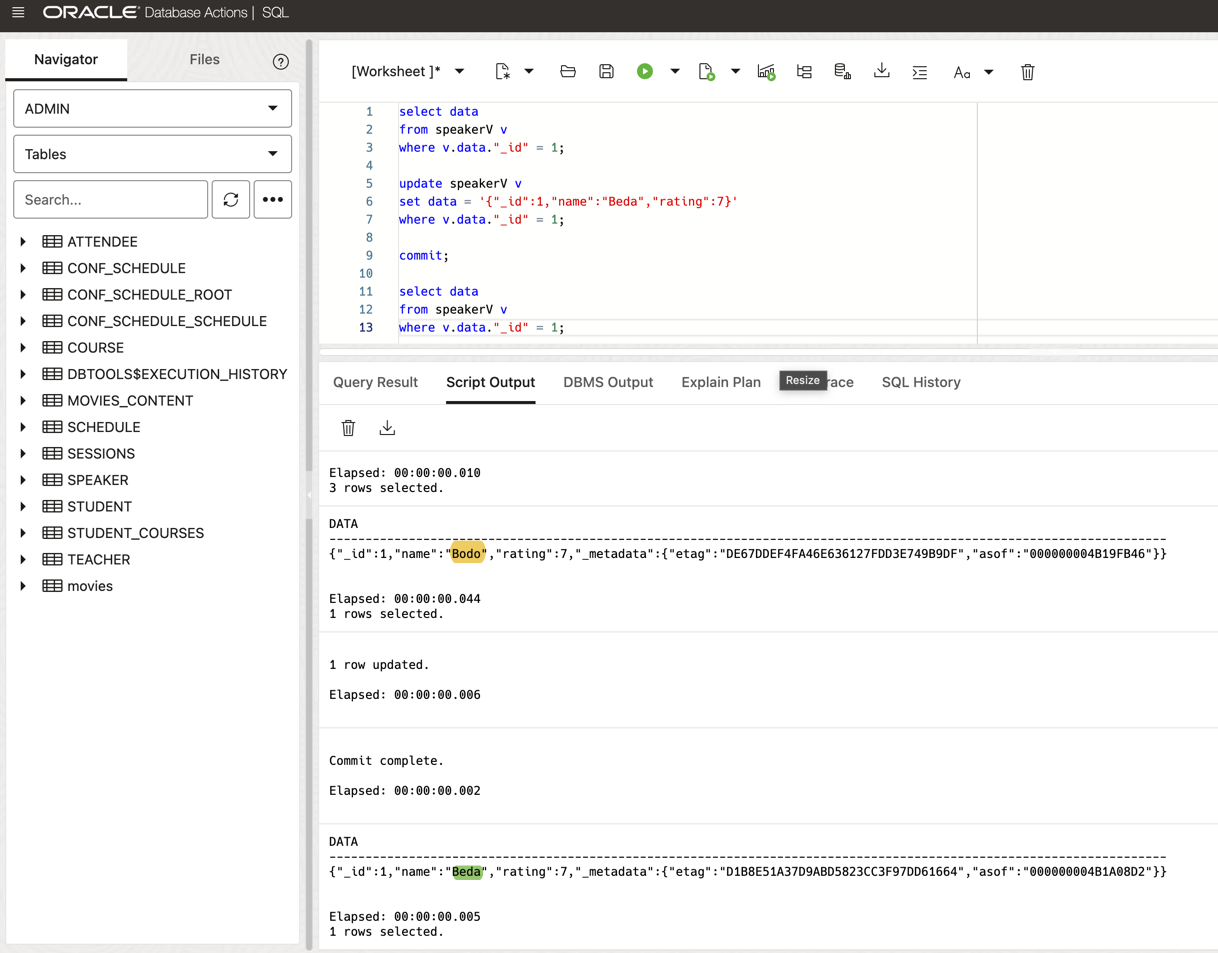 ORACLE Database Actions | SQL
Navigator
Files
?
ADMIN
Tables
Search...
ATTENDEE
CONF_SCHEDULE
CONF_SCHEDULE_ROOT
CONF_SCHEDULE_SCHEDULE
COURSE
DBTOOLS$EXECUTION_HISTORY
MOVIES_CONTENT
SCHEDULE
SESSIONS
SPEAKER
STUDENT
STUDENT_COURSES
TEACHER
movies
[Worksheet ]*
Aa
1 select data
2 from speakerV v
3 where v.data."_id" = 1;
4
5 update speakerV v
6 set data = '{"_id":1,"name":"Beda","rating":7}'
7 where v.data."_id" = 1;
8
9 commit;
10
11 select data
12 from speakerV v
13 where v.data."_id" = 1;
Query Result Script Output DBMS Output Explain Plan Resize race SQL History
Elapsed: 00:00:00.010
3 rows selected.
DATA
--------------------------------------------------------------------------------------------------------------------
{"_id":1,"name":"Bodo","rating":7,"_metadata":{"etag":"DE67DDEF4FA46E636127FDD3E749B9DF","asof":"000000004B19FB46"}}
Elapsed: 00:00:00.044
1 rows selected.
1 row updated.
Elapsed: 00:00:00.006
Commit complete.
Elapsed: 00:00:00.002
DATA
--------------------------------------------------------------------------------------------------------------------
{"_id":1,"name":"Beda","rating":7,"_metadata":{"etag":"D1B8E51A37D9ABD5823CC3F97DD61664","asof":"000000004B1A08D2"}}
Elapsed: 00:00:00.005
1 rows selected.